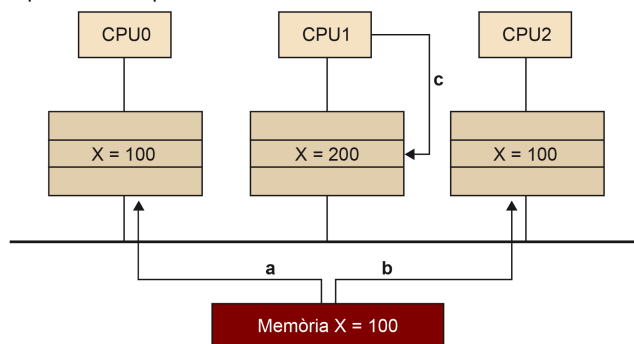 CPU0
CPU1
CPU2
c
X = 100
X = 200
X = 100
a
b
Memòria X = 100